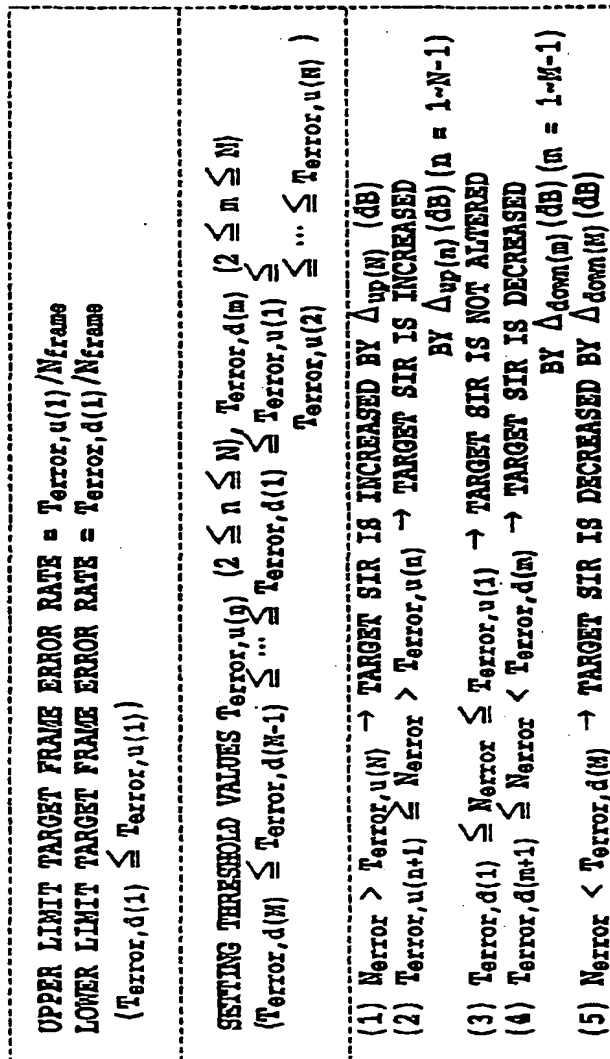 UPPER LIMIT TARGET FRAME ERROR RATE = Terror,u(1)/Nframe
LOWER LIMIT TARGET FRAME ERROR RATE = Terror,d(1)/Nframe
(Terror,d(1) ≦ Terror,u(1))
SETTING THRESHOLD VALUES Terror,u(n) (2 ≦ n ≦ N), Terror,d(m) (2 ≦ m ≦ M)
(Terror,d(M) ≦ Terror,d(M-1) ≦ ... ≦ Terror,d(1) ≦ Terror,u(1) ≦
Terror,u(2) ≦ ... ≦ Terror,u(N) )
(1) Nerror > Terror,u(N) → TARGET SIR IS INCREASED BY Δup(N) (dB)
(2) Terror,u(n+1) ≧ Nerror > Terror,u(n) → TARGET SIR IS INCREASED
BY Δup(n) (dB) (n = 1~N-1)
(3) Terror,d(1) ≦ Nerror ≦ Terror,u(1) → TARGET SIR IS NOT ALTERED
(4) Terror,d(m+1) ≦ Nerror < Terror,d(m) → TARGET SIR IS DECREASED
BY Δdown(m) (dB) (m = 1~M-1)
(5) Nerror < Terror,d(M) → TARGET SIR IS DECREASED BY Δdown(M) (dB)